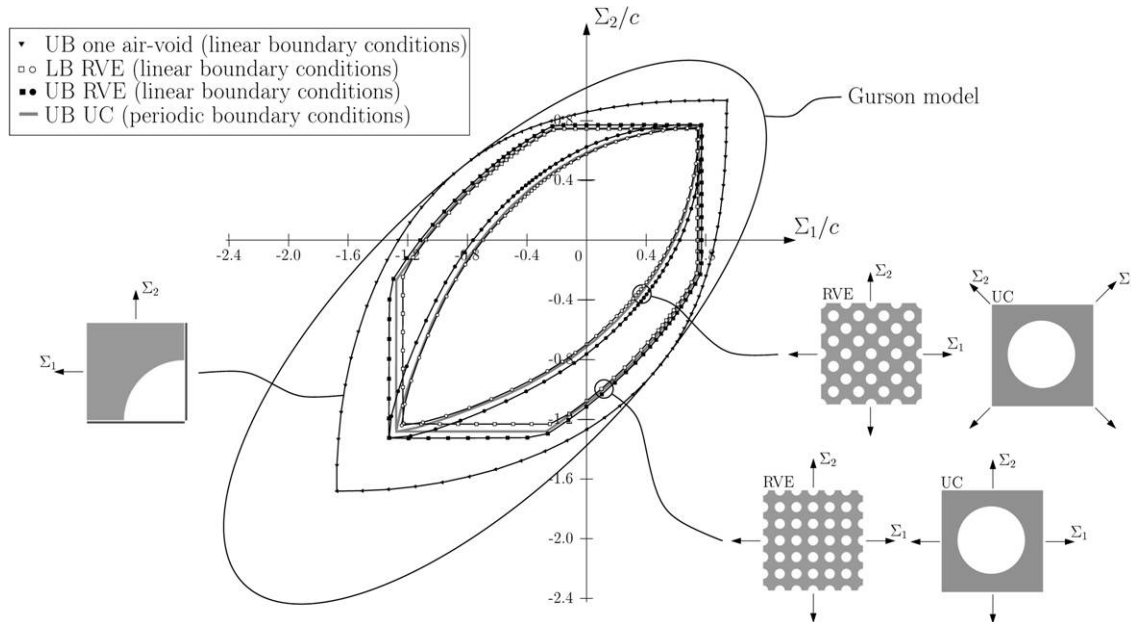 Σ₂/c
UB one air-void (linear boundary conditions)
LB RVE (linear boundary conditions)
UB RVE (linear boundary conditions)
UB UC (periodic boundary conditions)
Gurson model
0.4
Σ₁/c
-2.4 -2.0 -1.6 -1.2 -0.8 -0.4 0 0.4 0.8
-0.4
-1.6
-2.0
-2.4
Σ₂
Σ₁
RVE Σ₂ Σ₁
Σ₂ UC Σ
RVE Σ₂ Σ₁
UC Σ₂ Σ₁